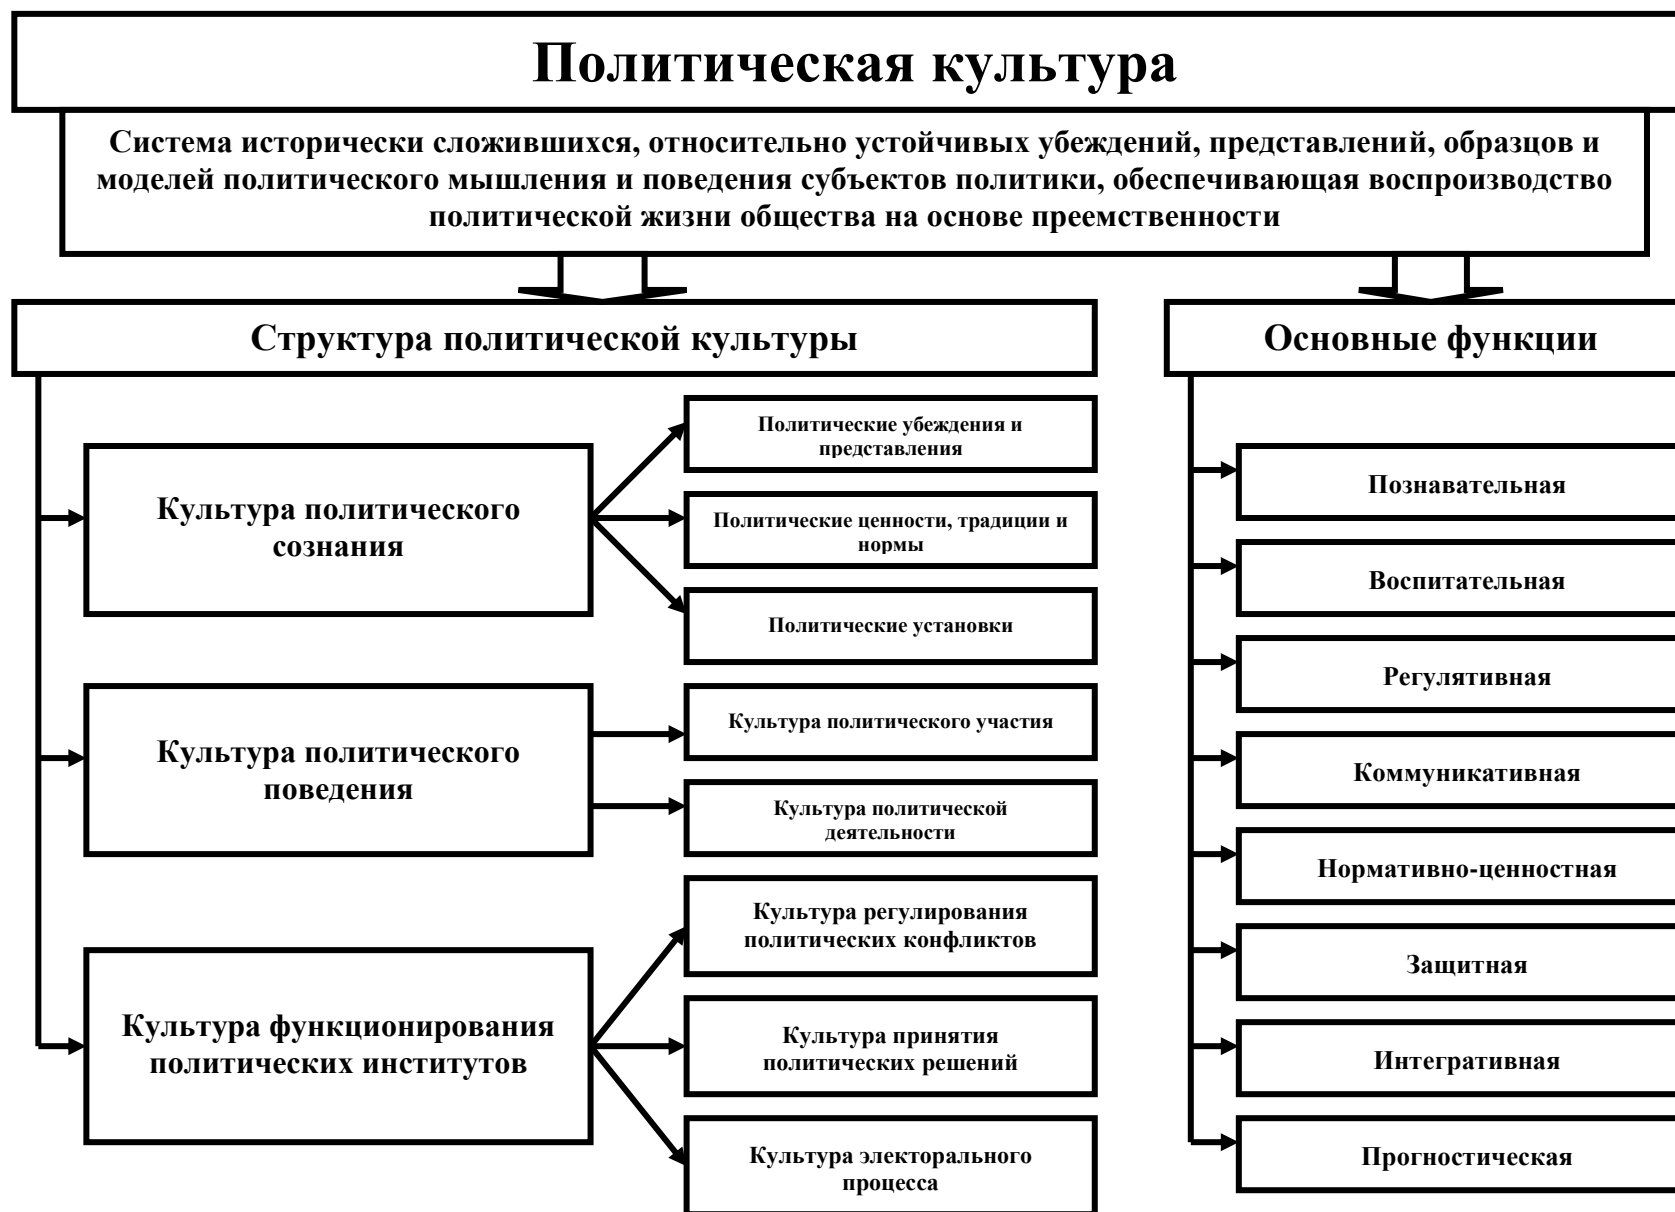 Политическая культура
Система исторически сложившихся, относительно устойчивых убеждений, представлений, образцов и
моделей политического мышления и поведения субъектов политики, обеспечивающая воспроизводство
политической жизни общества на основе преемственности
Структура политической культуры
Культура политического
сознания
Политические убеждения и
представления
Политические ценности, традиции и
нормы
Политические установки
Культура политического
поведения
Культура политического участия
Культура политической
деятельности
Культура функционирования
политических институтов
Культура регулирования
политических конфликтов
Культура принятия
политических решений
Культура электорального
процесса
Основные функции
Познавательная
Воспитательная
Регулятивная
Коммуникативная
Нормативно-ценностная
Защитная
Интегративная
Прогностическая